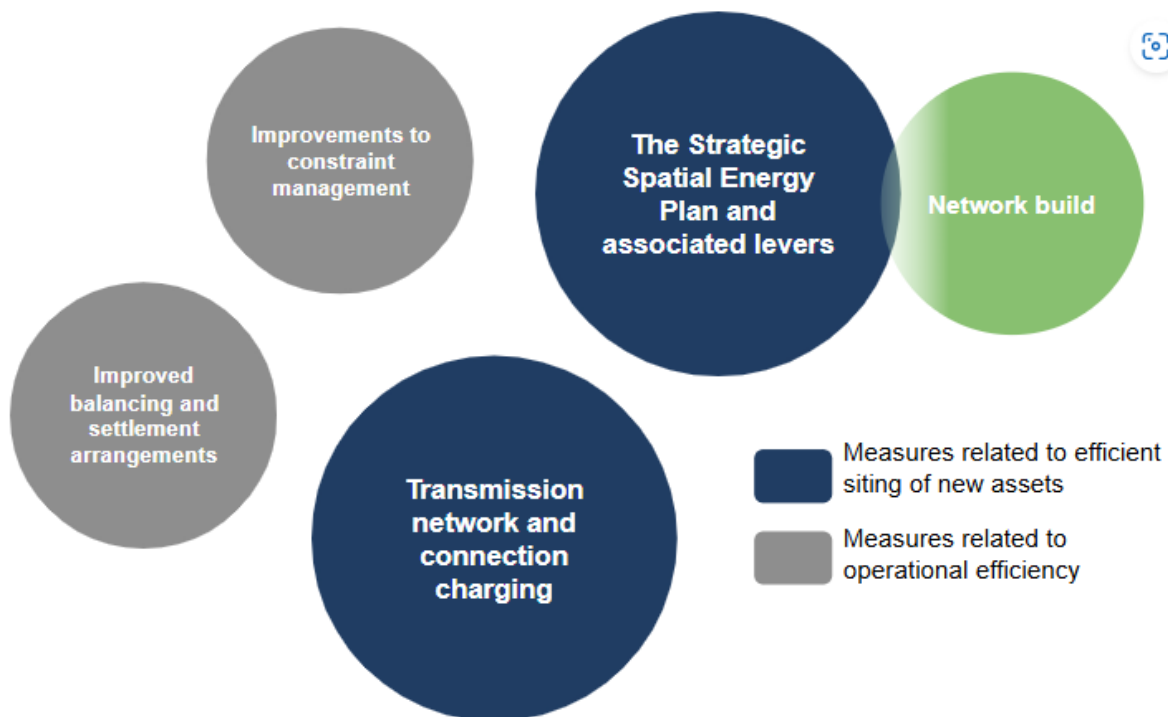 Improvements to
constraint
management
The Strategic
Spatial Energy
Plan and
associated levers
Network build
Improved
balancing and
settlement
arrangements
Transmission
network and
connection
charging
Measures related to efficient
siting of new assets
Measures related to
operational efficiency